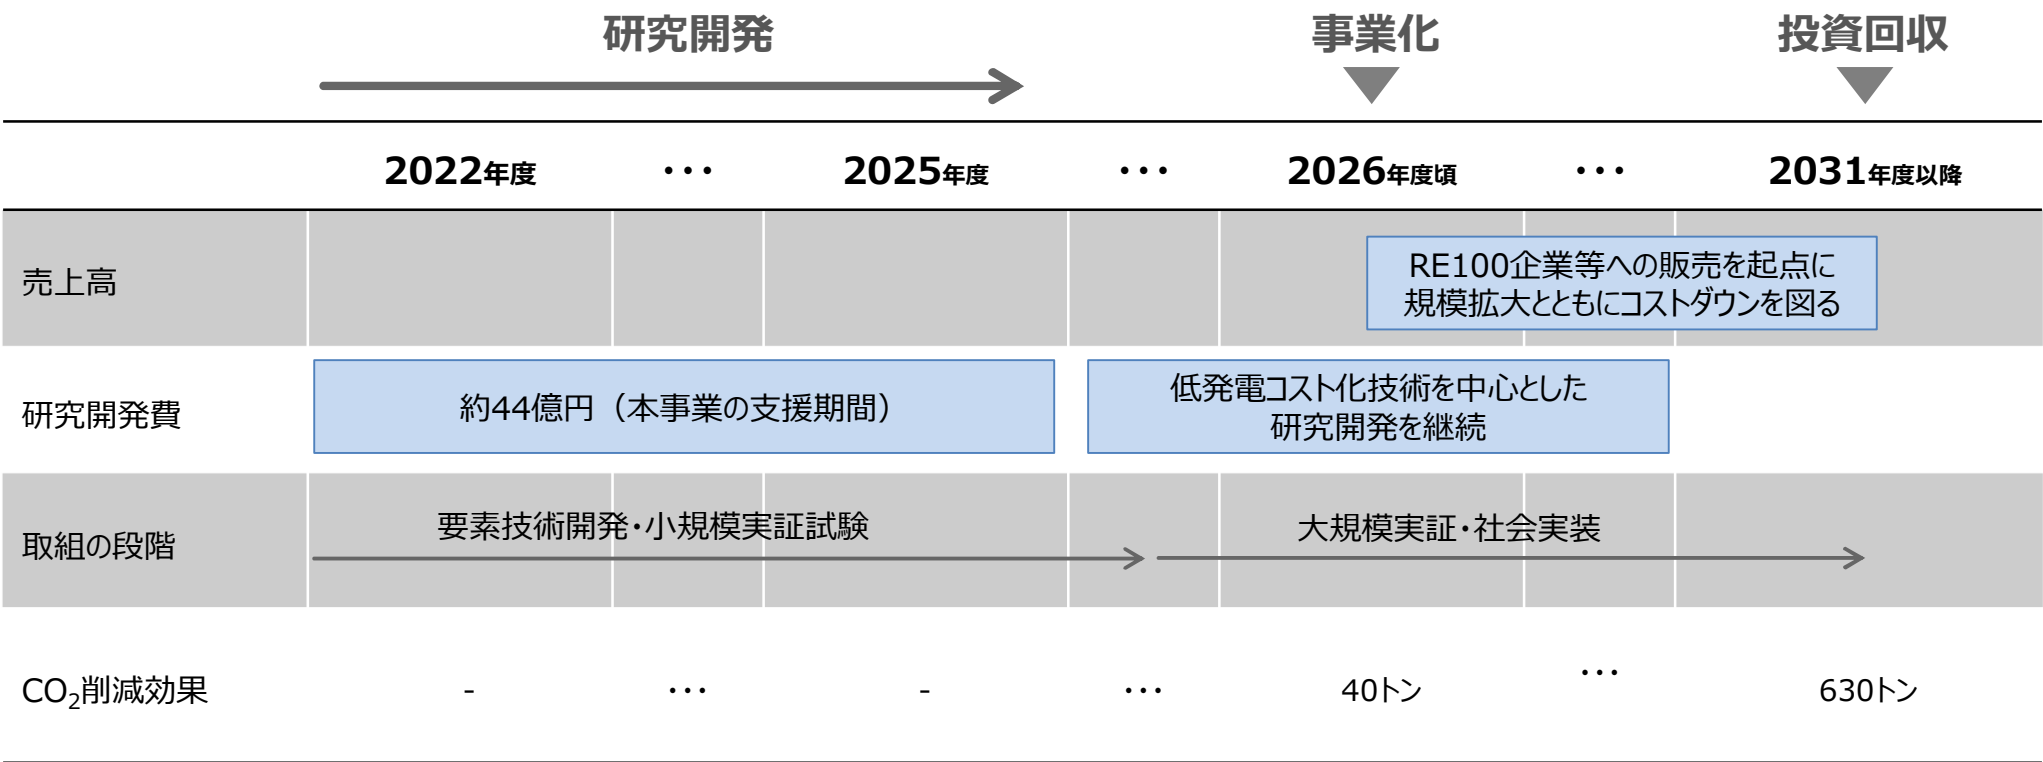 研究開発 事業化 投資回収
2022年度 ・・・ 2025年度 ・・・ 2026年度頃 ・・・ 2031年度以降
売上高
RE100企業等への販売を起点に
規模拡大とともにコストダウンを図る
研究開発費
約44億円（本事業の支援期間）
低発電コスト化技術を中心とした
研究開発を継続
取組の段階
要素技術開発・小規模実証試験
大規模実証・社会実装
CO₂削減効果 - ・・・ - ・・・ 40トン ・・・ 630トン